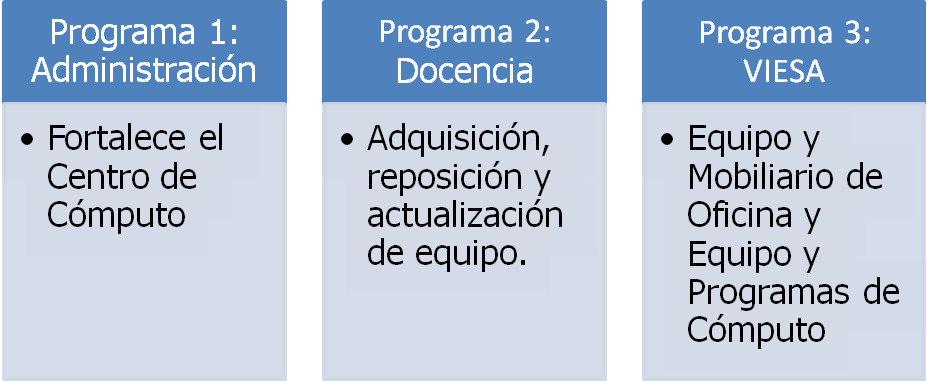 Programa 1:
Administración
• Fortalece el
Centro de
Cómputo
Programa 2:
Docencia
• Adquisición,
reposición y
actualización
de equipo.
Programa 3:
VIESA
• Equipo y
Mobiliario de
Oficina y
Equipo y
Programas de
Cómputo